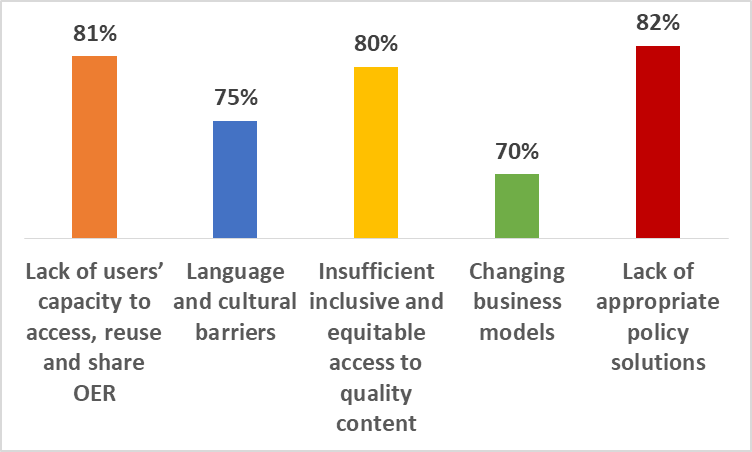 81%
75%
80%
70%
82%
Lack of users’
capacity to
access, reuse
and share
OER
Language
and cultural
barriers
Insufficient
inclusive and
equitable
access to
quality
content
Changing
business
models
Lack of
appropriate
policy
solutions